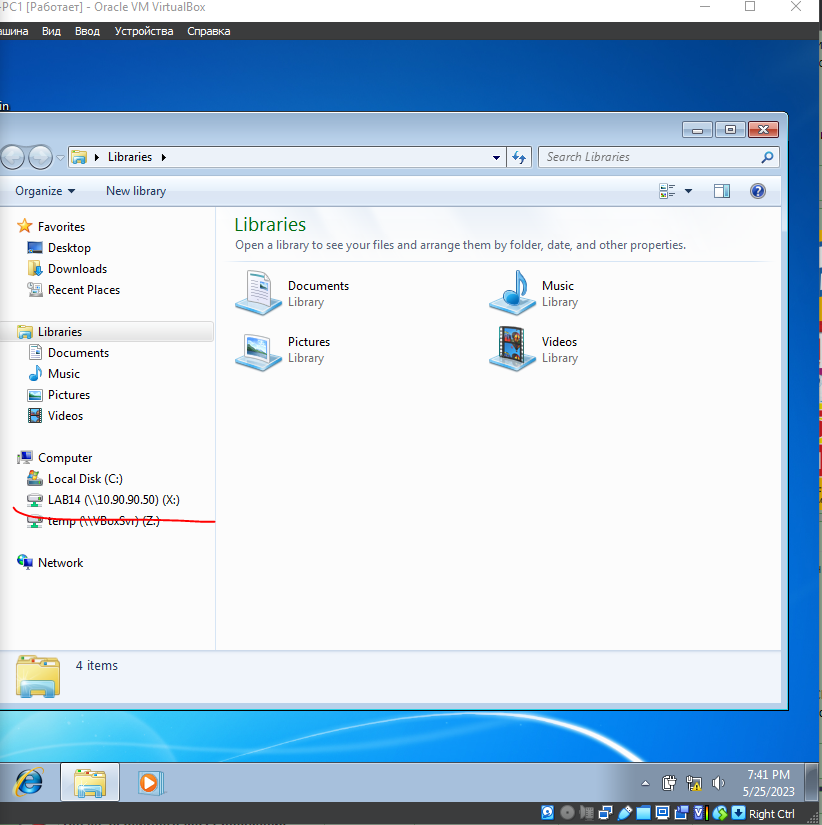 -PC1 [Работает] - Oracle VM VirtualBox
ашина Вид Ввод Устройства Справка
in
Libraries
Search Libraries
Organize New library
Favorites
Desktop
Downloads
Recent Places
Libraries
Documents
Music
Pictures
Videos
Computer
Local Disk (C:)
LAB14 (\\10.90.90.50) (X:)
temp (\\VBoxSvr) (Z:)
Network
Libraries
Open a library to see your files and arrange them by folder, date, and other properties.
Documents
Library
Music
Library
Pictures
Library
Videos
Library
4 items
7:41 PM
5/25/2023
Right Ctrl